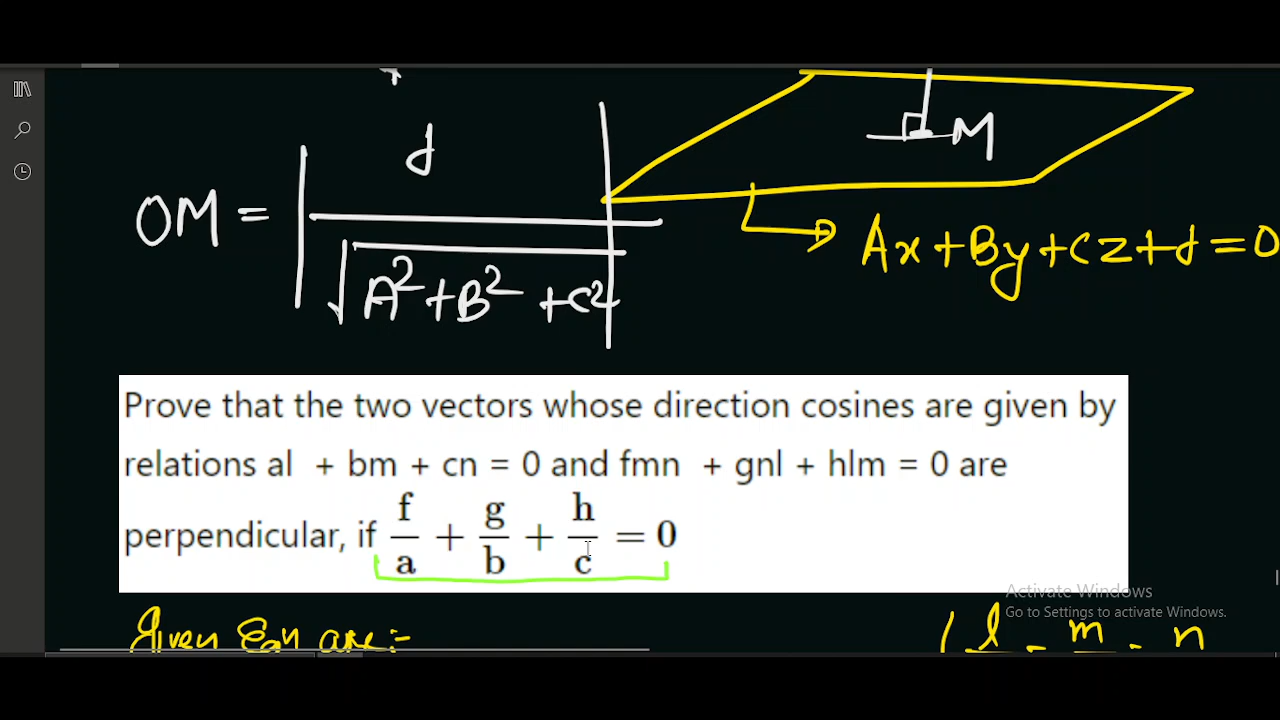 d
OM = | ――― |
√A²+B²+C²
M
Ax+By+Cz+d=0
Prove that the two vectors whose direction cosines are given by
relations al + bm + cn = 0 and fmn + gnl + hlm = 0 are
perpendicular, if f/a + g/b + h/c = 0
Activate Windows
Go to Settings to activate Windows.
Given Eqn are:-
l = m = n